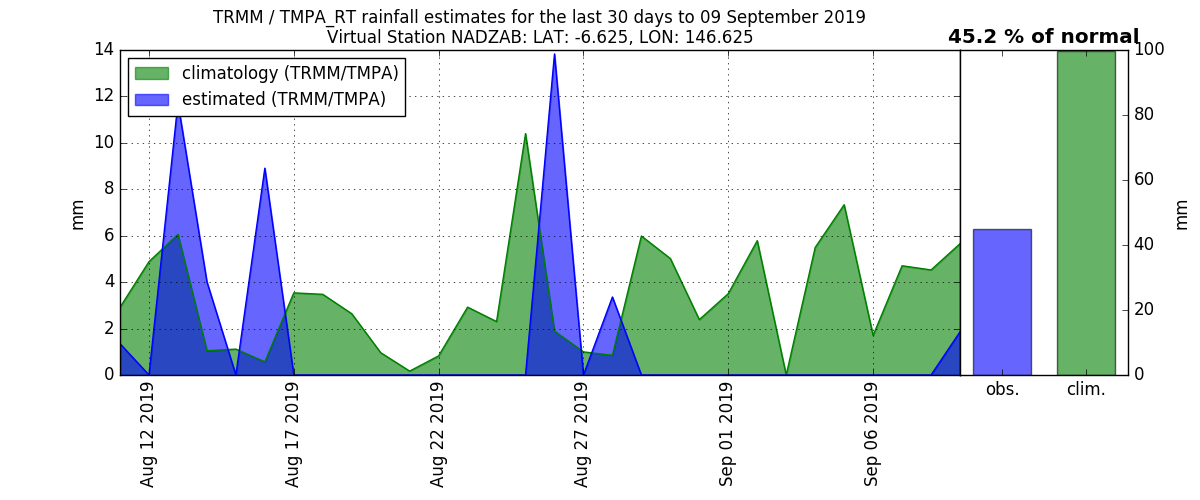 TRMM / TMPA_RT rainfall estimates for the last 30 days to 09 September 2019
Virtual Station NADZAB: LAT: -6.625, LON: 146.625
45.2 % of normal
climatology (TRMM/TMPA)
estimated (TRMM/TMPA)
14
12
10
8
6
4
2
0
mm
Aug 12 2019
Aug 17 2019
Aug 22 2019
Aug 27 2019
Sep 01 2019
Sep 06 2019
obs.
clim.
100
80
60
40
20
0
mm